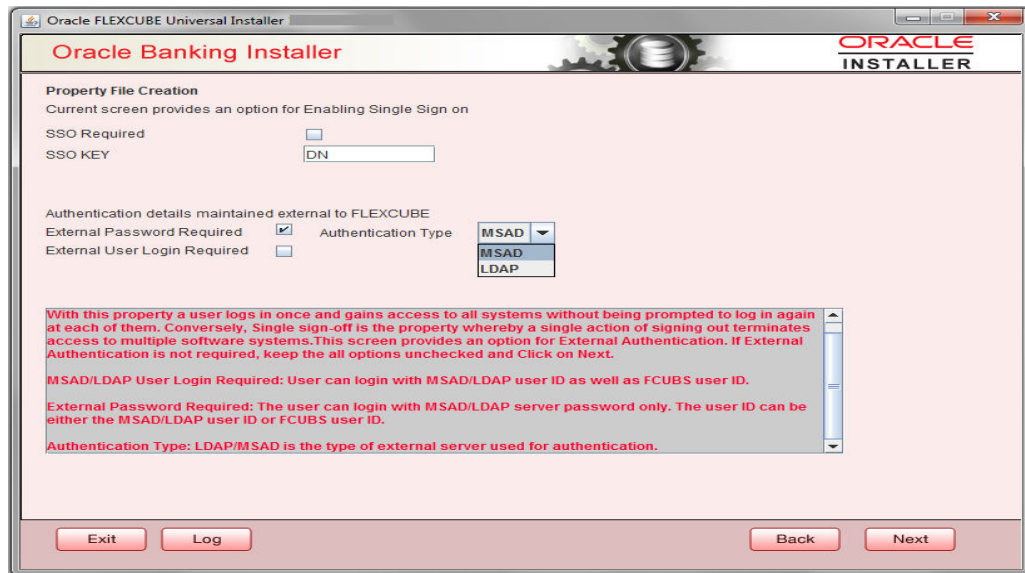 Oracle FLEXCUBE Universal Installer
Oracle Banking Installer
ORACLE
INSTALLER
Property File Creation
Current screen provides an option for Enabling Single Sign on
SSO Required
SSO KEY DN
Authentication details maintained external to FLEXCUBE
External Password Required Authentication Type MSAD
External User Login Required MSAD
LDAP
With this property a user logs in once and gains access to all systems without being prompted to log in again
at each of them. Conversely, Single sign-off is the property whereby a single action of signing out terminates
access to multiple software systems.This screen provides an option for External Authentication. If External
Authentication is not required, keep the all options unchecked and Click on Next.
MSAD/LDAP User Login Required: User can login with MSAD/LDAP user ID as well as FCUBS user ID.
External Password Required: The user can login with MSAD/LDAP server password only. The user ID can be
either the MSAD/LDAP user ID or FCUBS user ID.
Authentication Type: LDAP/MSAD is the type of external server used for authentication.
Exit Log Back Next